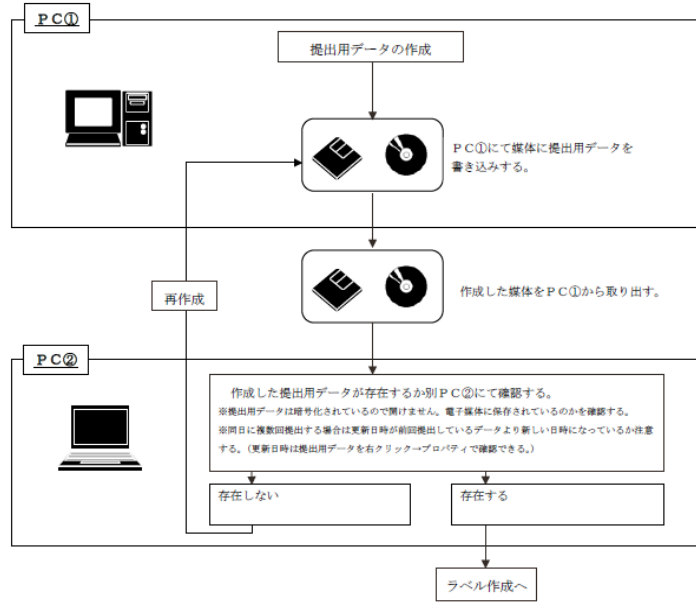 ＰＣ①
提出用データの作成
ＰＣ①にて媒体に提出用データを
書き込みする。
再作成
作成した媒体をＰＣ①から取り出す。
ＰＣ②
作成した提出用データが存在するか別ＰＣ②にて確認する。
※提出用データは暗号化されているので開けません。電子媒体に保存されているのかを確認する。
※同日に複数回提出する場合は更新日時が前回提出しているデータより新しい日時になっているか注意
する。（更新日時は提出用データを右クリック→プロパティで確認できる。）
存在しない
存在する
ラベル作成へ